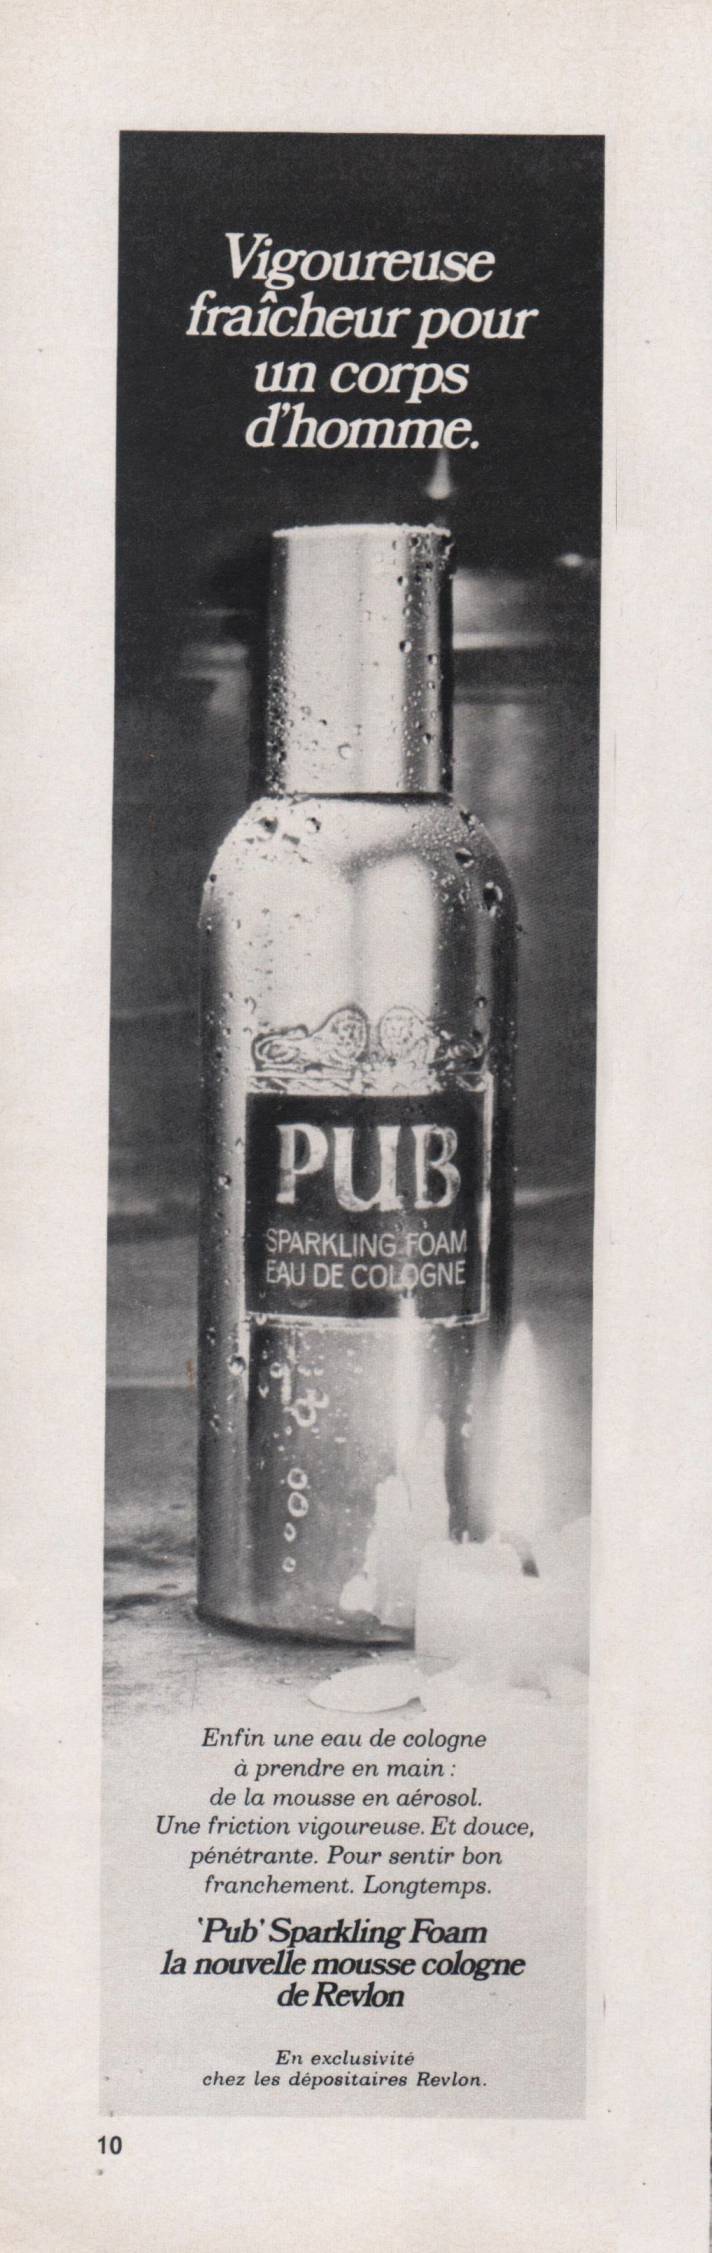 Vigoureuse
fraîcheur pour
un corps
d'homme.
PUB
SPARKLING FOAM
EAU DE COLOGNE
Enfin une eau de cologne
à prendre en main :
de la mousse en aérosol.
Une friction vigoureuse. Et douce,
pénétrante. Pour sentir bon
franchement. Longtemps.
'Pub' Sparkling Foam
la nouvelle mousse cologne
de Revlon
En exclusivité
chez les dépositaires Revlon.
10